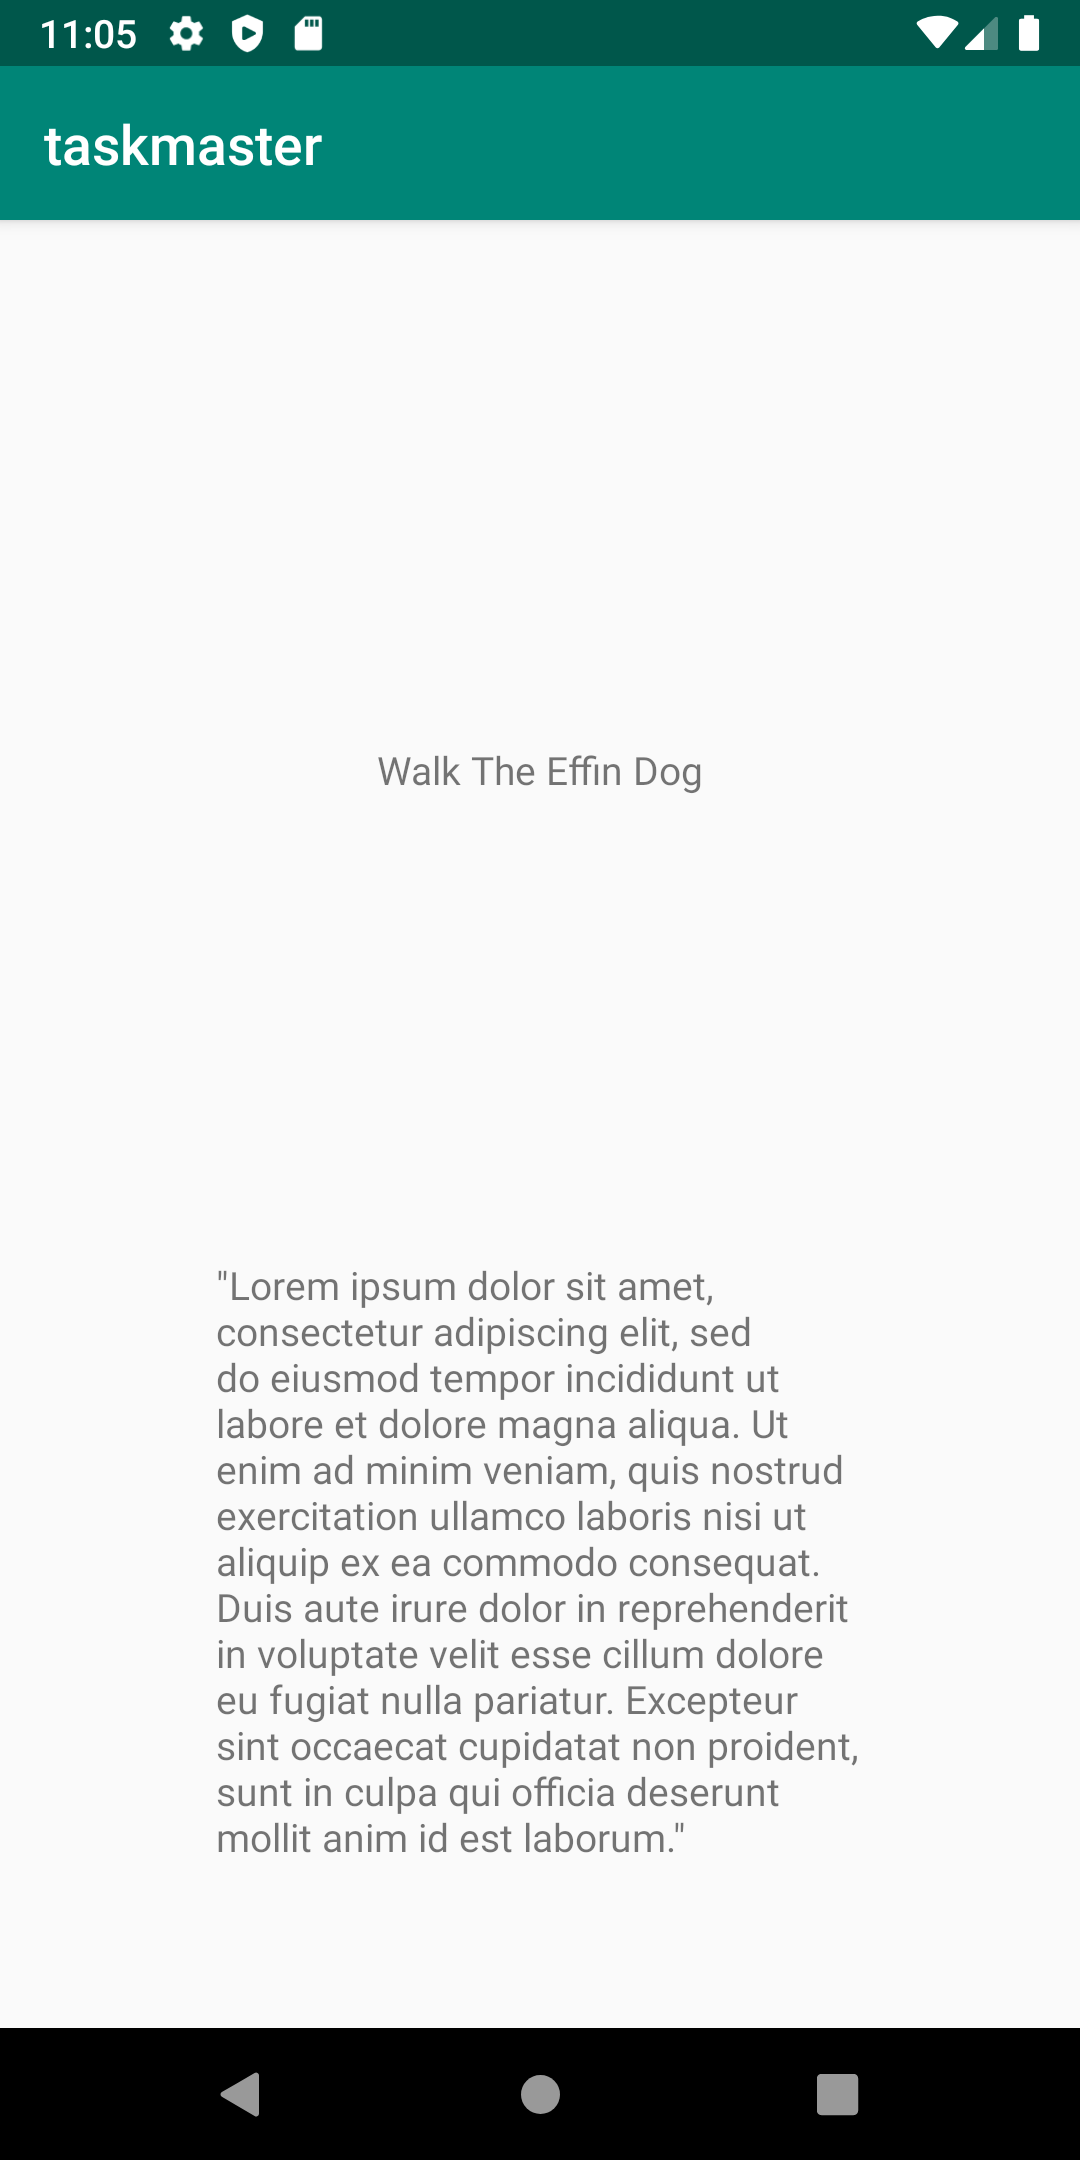 11:05
taskmaster
Walk The Effin Dog
"Lorem ipsum dolor sit amet,
consectetur adipiscing elit, sed
do eiusmod tempor incididunt ut
labore et dolore magna aliqua. Ut
enim ad minim veniam, quis nostrud
exercitation ullamco laboris nisi ut
aliquip ex ea commodo consequat.
Duis aute irure dolor in reprehenderit
in voluptate velit esse cillum dolore
eu fugiat nulla pariatur. Excepteur
sint occaecat cupidatat non proident,
sunt in culpa qui officia deserunt
mollit anim id est laborum."